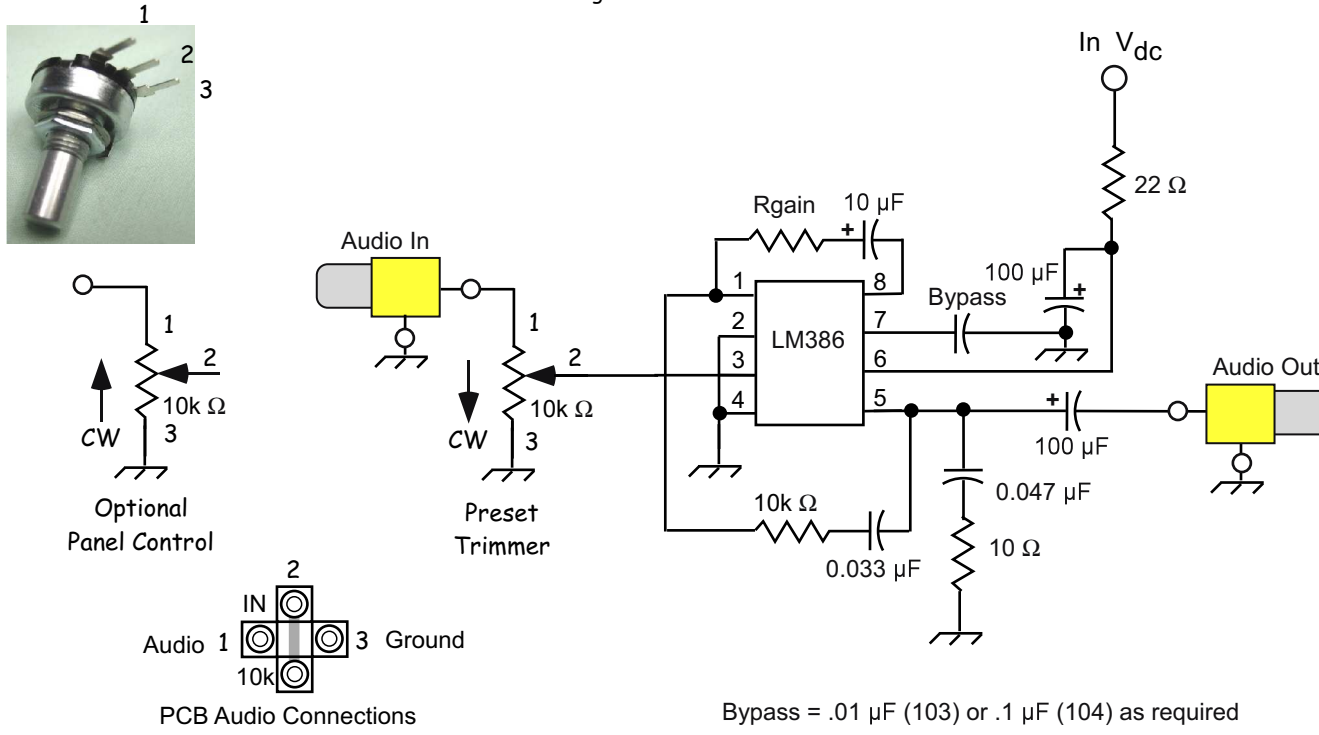 1
2
3
In Vdc
22 Ω
Rgain
10 µF
+
Audio In
100 µF
+
Bypass
1
2
3
4
LM386
8
7
6
5
1
2
10k Ω
CW
3
Optional
Panel Control
1
2
10k Ω
CW
3
Preset
Trimmer
Audio Out
+
100 µF
0.047 µF
10 Ω
10k Ω
0.033 µF
2
IN
Audio 1
3 Ground
10k
PCB Audio Connections
Bypass = .01 µF (103) or .1 µF (104) as required